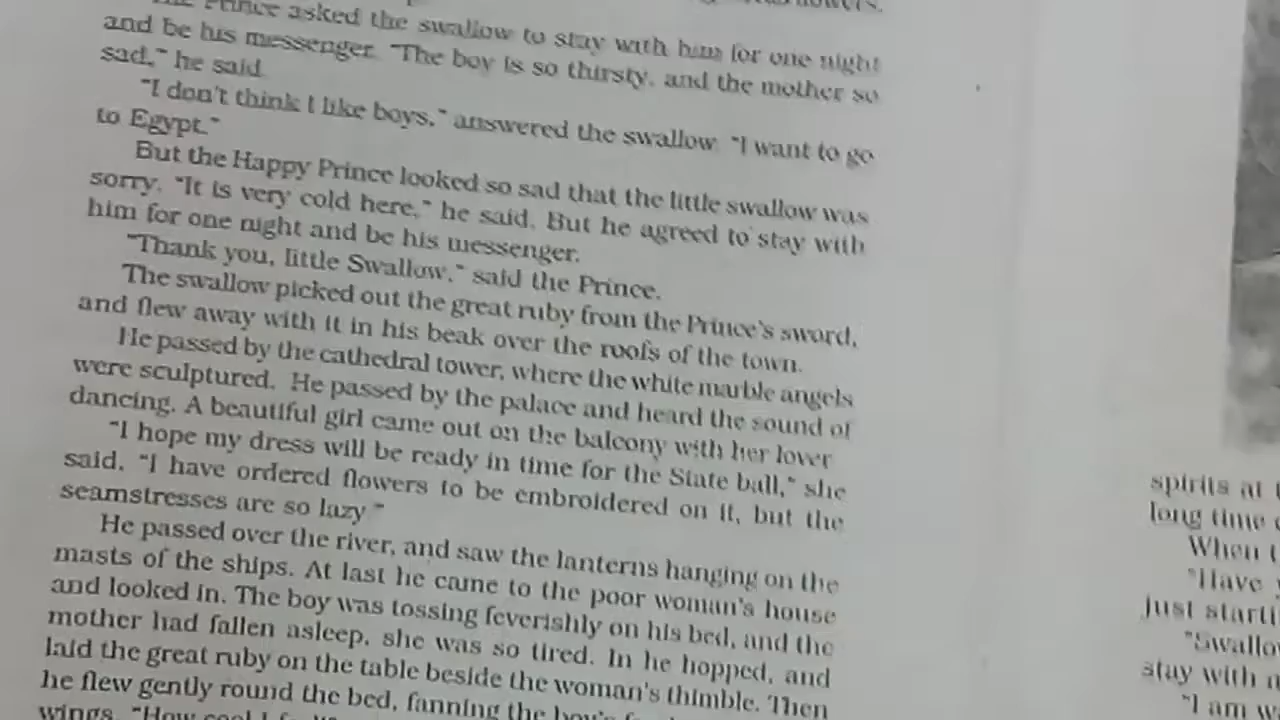 Prince asked the swallow to stay with him for one night
and be his messenger. "The boy is so thirsty, and the mother so
sad," he said.
"I don't think I like boys," answered the swallow. "I want to go
to Egypt."
But the Happy Prince looked so sad that the little swallow was
sorry. "It is very cold here," he said. But he agreed to stay with
him for one night and be his messenger.
"Thank you, little Swallow," said the Prince.
The swallow picked out the great ruby from the Prince's sword,
and flew away with it in his beak over the roofs of the town.
He passed by the cathedral tower, where the white marble angels
were sculptured. He passed by the palace and heard the sound of
dancing. A beautiful girl came out on the balcony with her lover
"I hope my dress will be ready in time for the State ball," she
said, "I have ordered flowers to be embroidered on it, but the
seamstresses are so lazy."
He passed over the river, and saw the lanterns hanging on the
masts of the ships. At last he came to the poor woman's house
and looked in. The boy was tossing feverishly on his bed, and the
mother had fallen asleep, she was so tired. In he hopped, and
laid the great ruby on the table beside the woman's thimble. Then
he flew gently round the bed, fanning the boy's
wings. "How cool I
spirits at
long time
When
"Have
just
"Swallo
stay with
"I am